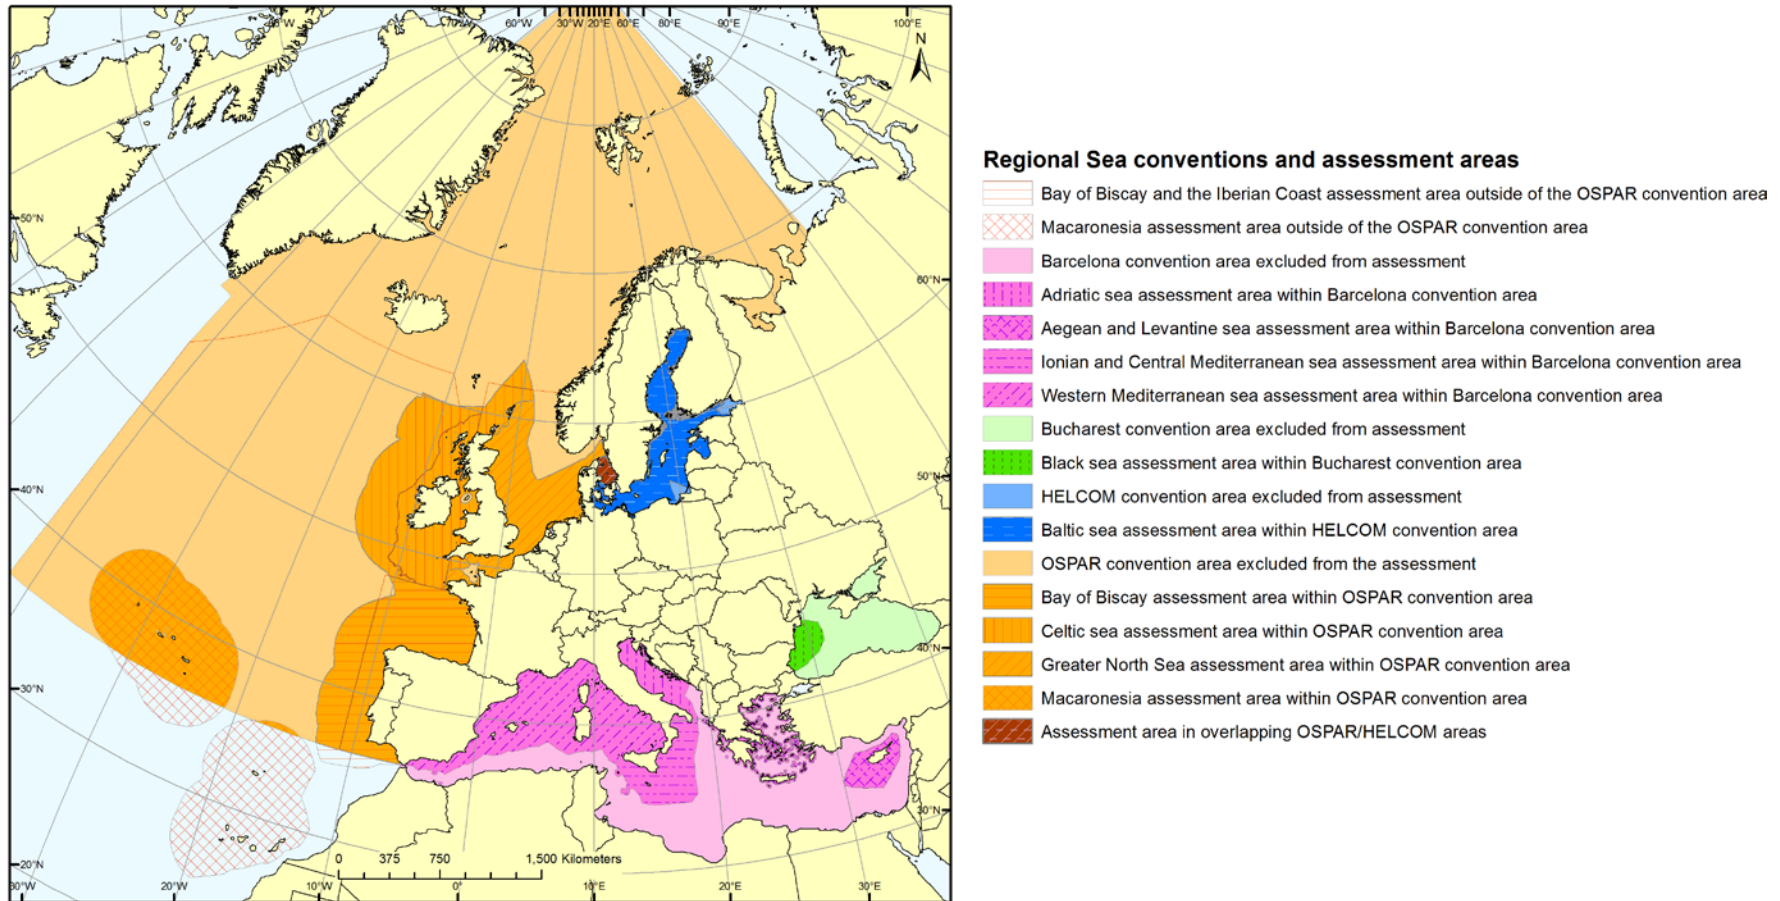 80°W
70°W
60°W
30°W
20°E
60°E
80°E
90°E
100°E
N
50°N
60°N
40°N
50°N
30°N
40°N
30°N
20°N
0
375
750
1,500 Kilometers
30°W
20°W
10°W
0°
10°E
20°E
30°E
Regional Sea conventions and assessment areas
Bay of Biscay and the Iberian Coast assessment area outside of the OSPAR convention area
Macaronesia assessment area outside of the OSPAR convention area
Barcelona convention area excluded from assessment
Adriatic sea assessment area within Barcelona convention area
Aegean and Levantine sea assessment area within Barcelona convention area
Ionian and Central Mediterranean sea assessment area within Barcelona convention area
Western Mediterranean sea assessment area within Barcelona convention area
Bucharest convention area excluded from assessment
Black sea assessment area within Bucharest convention area
HELCOM convention area excluded from assessment
Baltic sea assessment area within HELCOM convention area
OSPAR convention area excluded from the assessment
Bay of Biscay assessment area within OSPAR convention area
Celtic sea assessment area within OSPAR convention area
Greater North Sea assessment area within OSPAR convention area
Macaronesia assessment area within OSPAR convention area
Assessment area in overlapping OSPAR/HELCOM areas